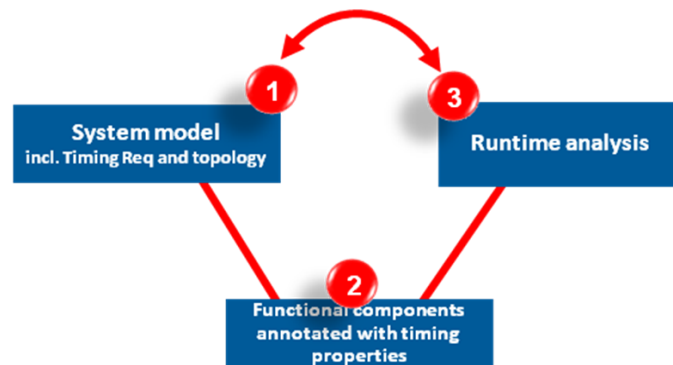 1
3
System model
incl. Timing Req and topology
Runtime analysis
2
Functional components
annotated with timing
properties